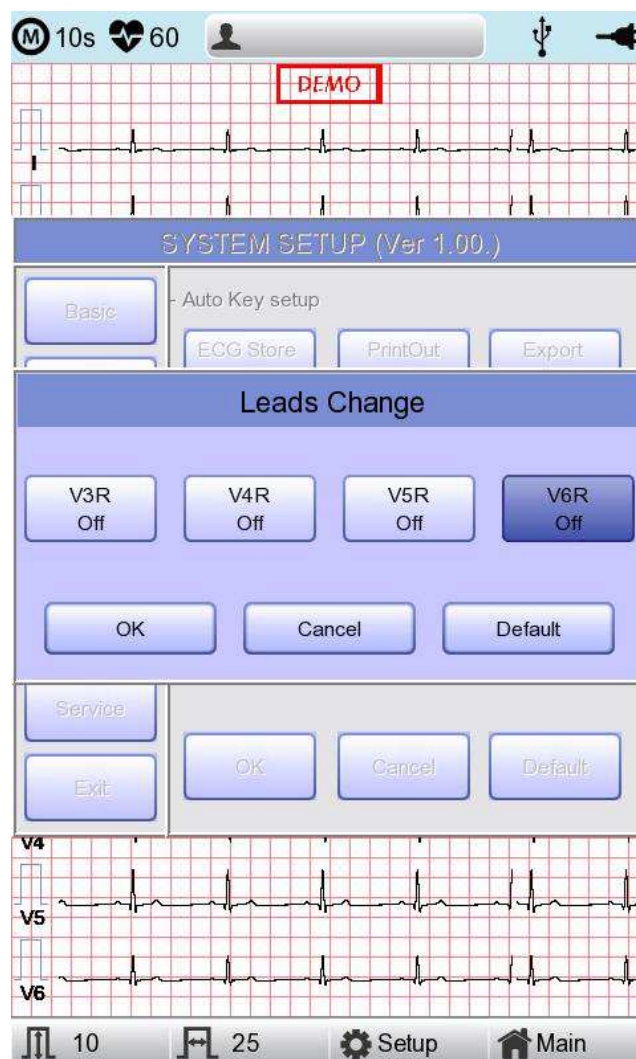 M 10s 60
DEMO
I
SYSTEM SETUP (Ver 1.00.)
Basic
- Auto Key setup
ECG Store PrintOut Export
Leads Change
V3R Off
V4R Off
V5R Off
V6R Off
OK Cancel Default
Service
OK Cancel Default
Exit
V4
V5
V6
10 25 Setup Main